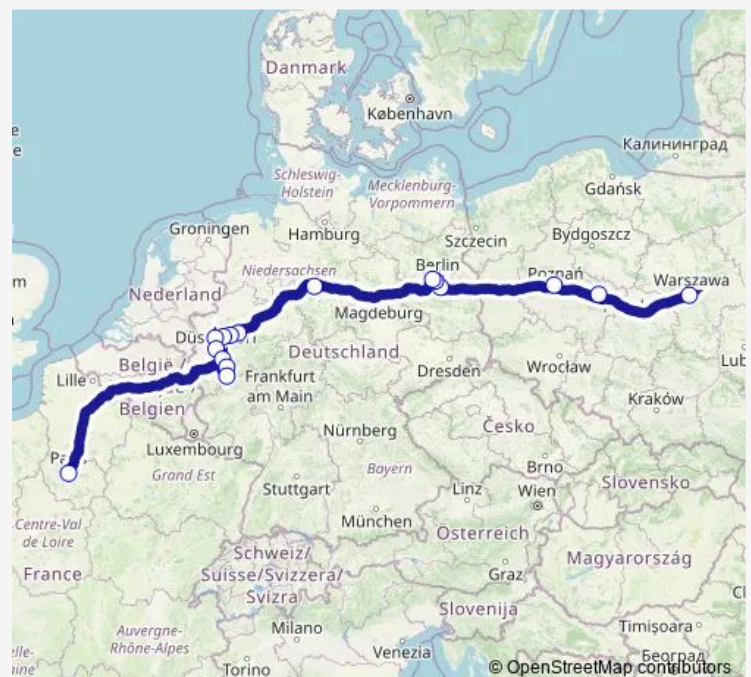 Danmark
København
Калининград
Schleswig-
Holstein
Mecklenburg-
Vorpommern
Gdańsk
Groningen
Hamburg
Szczecin
Bydgoszcz
Berlin
Niedersachsen
Poznań
Warszawa
Nederland
Magdeburg
Deutschland
België /
Lille
Belgien
Frankfurt
am Main
Dresden
Wrocław
Lub
Kraków
Luxembourg
Nürnberg
Česko
Grand Est
Bayern
Brno
Slovensko
Stuttgart
Linz
Wien
Centre-Val
de Loire
München
Österreich
France
Schweiz/
Suisse/Svizzera/
Svizra
Graz
Magyarország
Auvergne-
Rhône-Alpes
Slovenija
Milano
Timișoara
Venezia
Torino
Београд
© OpenStreetMap contributors